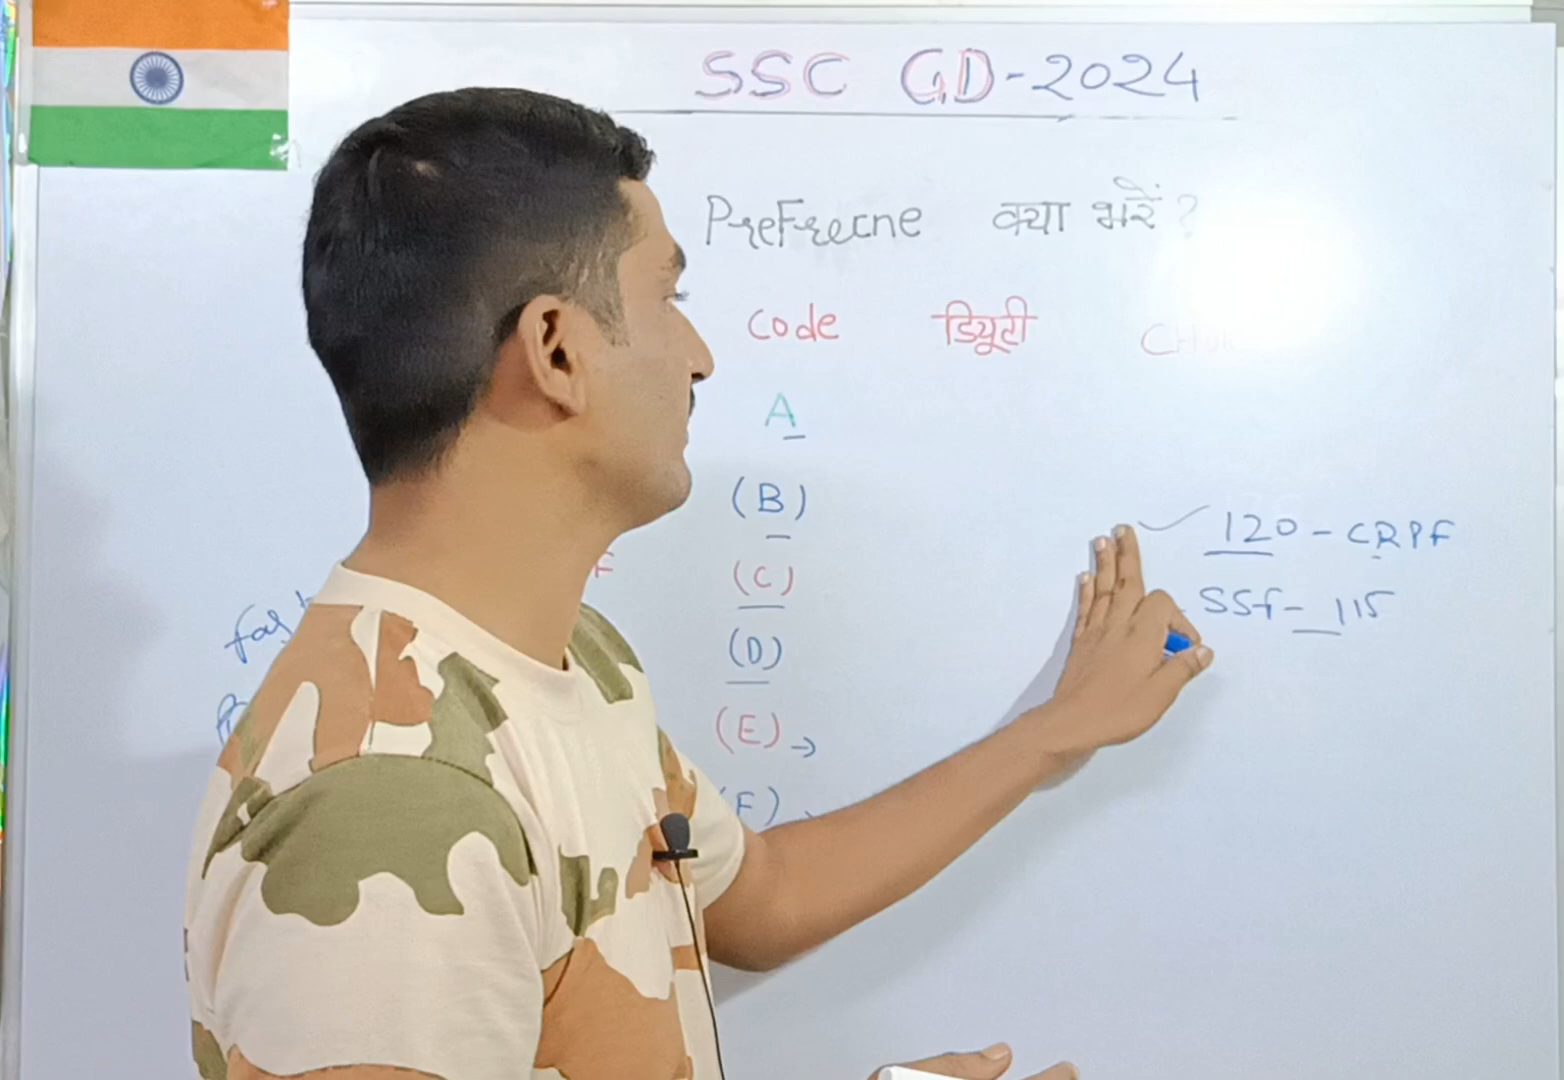 SSC GD-2024
PreFrecne क्या भरें?
Code डियूटी
A
(B)
(C)
(D)
(E) →
(F)
120 - CRPF
SSf - 115